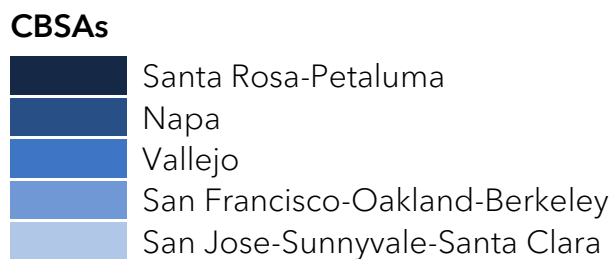 CBSAs
Santa Rosa-Petaluma
Napa
Vallejo
San Francisco-Oakland-Berkeley
San Jose-Sunnyvale-Santa Clara